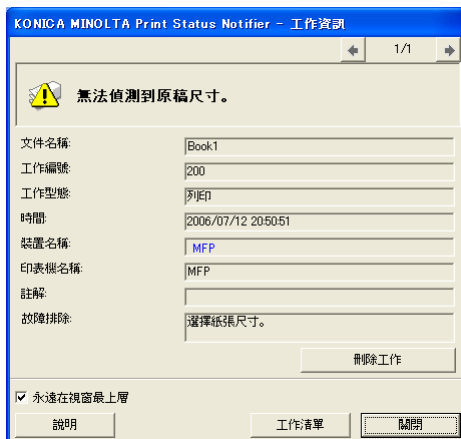 KONICA MINOLTA Print Status Notifier - 工作資訊
1/1
無法偵測到原稿尺寸。
文件名稱: Book1
工作編號: 200
工作型態: 列印
時間: 2006/07/12 20:50:51
裝置名稱: MFP
印表機名稱: MFP
註解:
故障排除: 選擇紙張尺寸。
刪除工作
永遠在視窗最上層
說明 工作清單 關閉